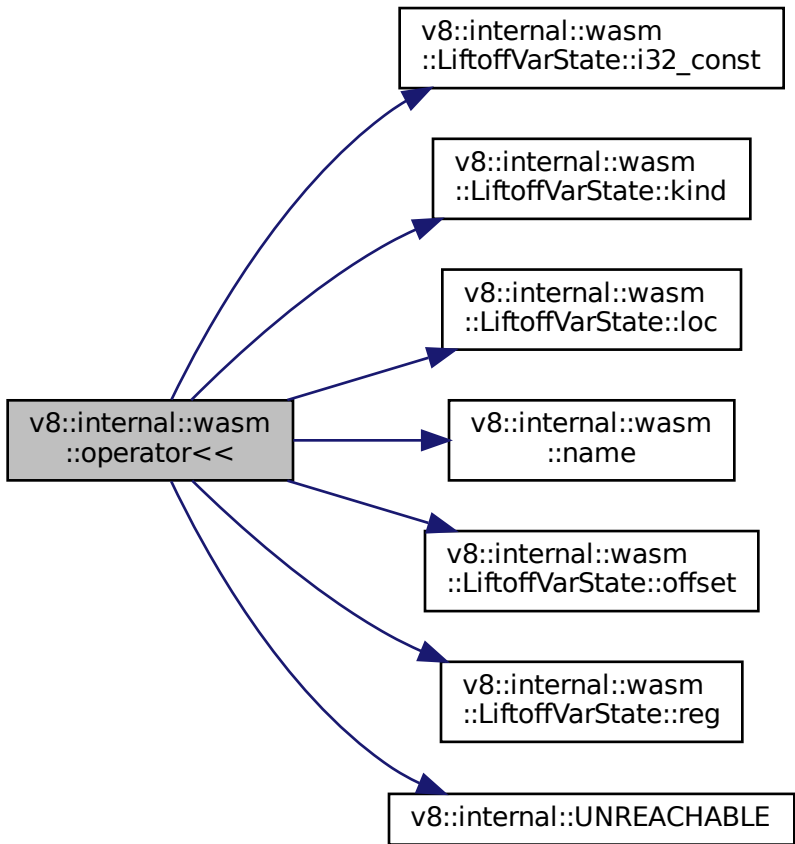 v8::internal::wasm
::LiftoffVarState::i32_const
v8::internal::wasm
::LiftoffVarState::kind
v8::internal::wasm
::LiftoffVarState::loc
v8::internal::wasm
::operator<<
v8::internal::wasm
::name
v8::internal::wasm
::LiftoffVarState::offset
v8::internal::wasm
::LiftoffVarState::reg
v8::internal::UNREACHABLE